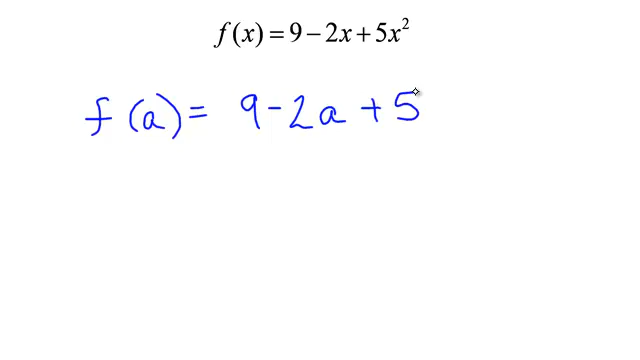 f(x) = 9 − 2x + 5x²
f(a) = 9 − 2a + 5